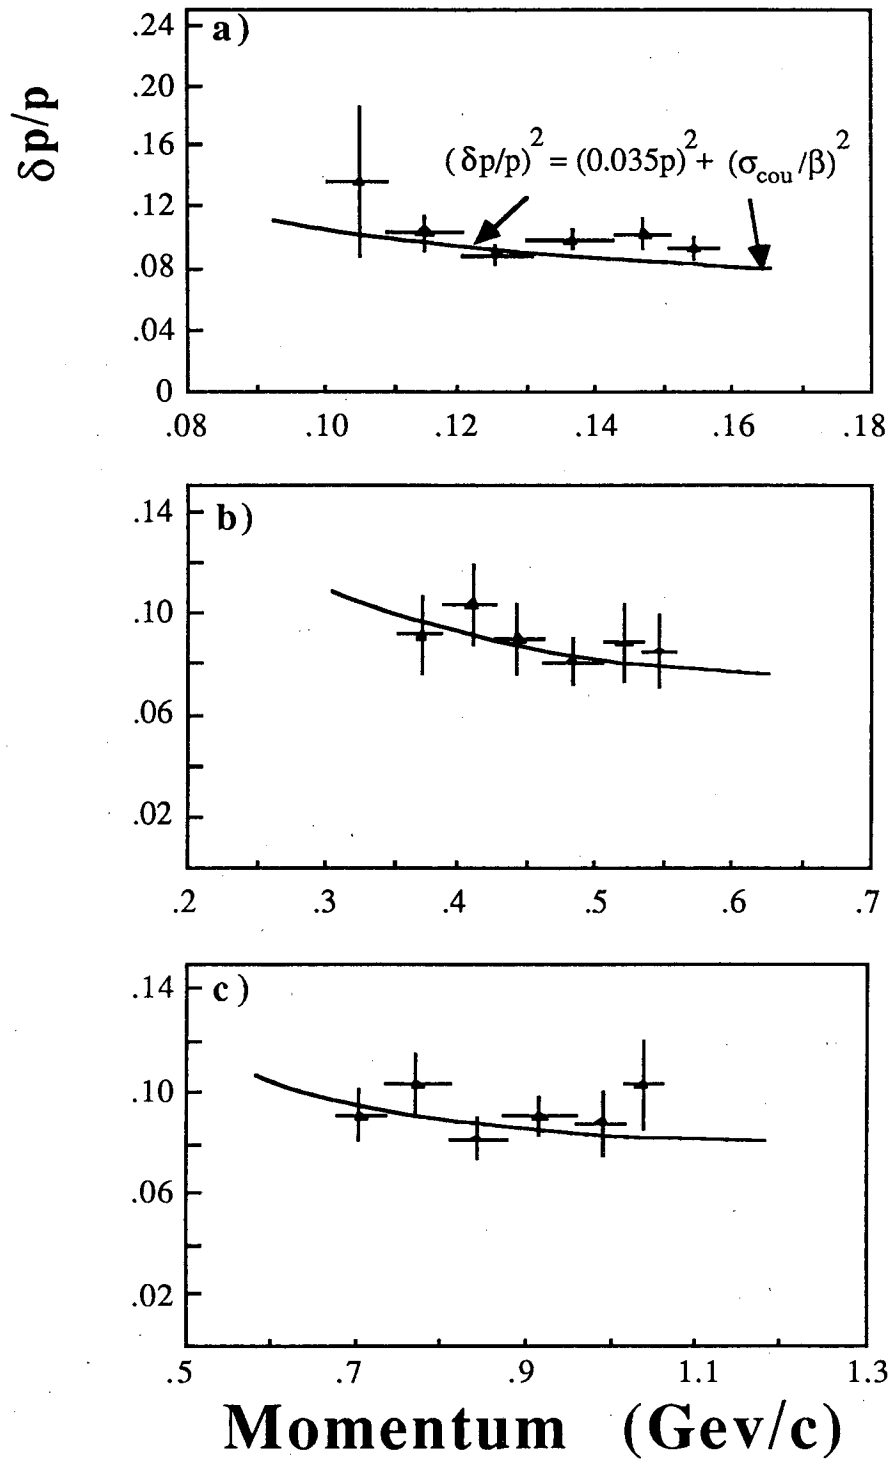 δp/p
a)
.24
.20
.16
.12
.08
.04
0
(δp/p)² = (0.035p)² + (σcou/β)²
.08 .10 .12 .14 .16 .18
b)
.14
.10
.06
.02
.2 .3 .4 .5 .6 .7
c)
.14
.10
.06
.02
.5 .7 .9 1.1 1.3
Momentum (Gev/c)